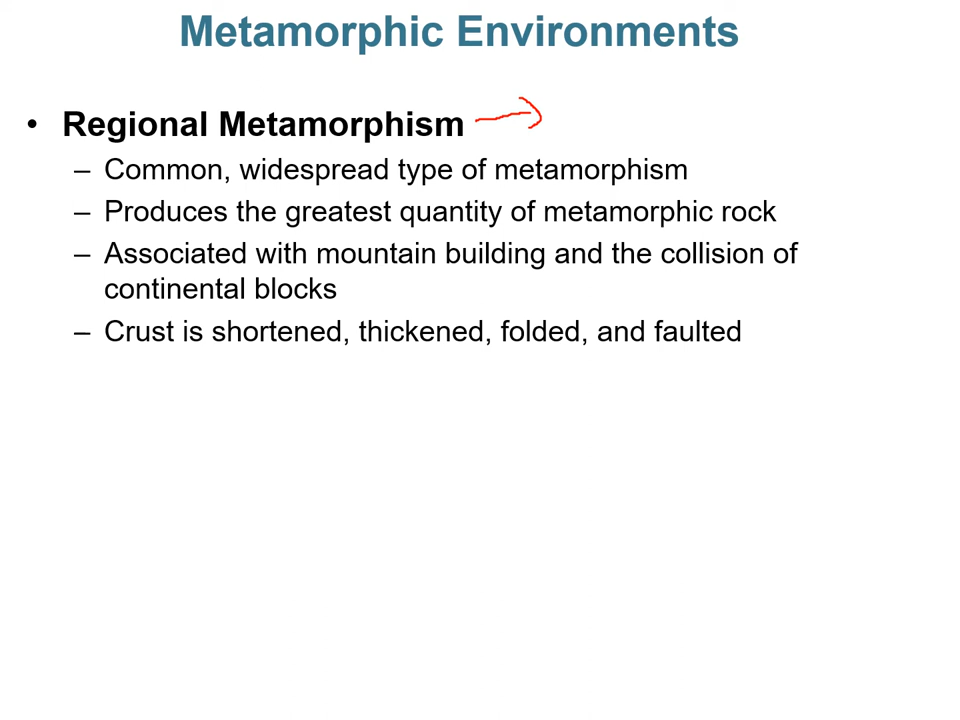 Metamorphic Environments
• Regional Metamorphism
– Common, widespread type of metamorphism
– Produces the greatest quantity of metamorphic rock
– Associated with mountain building and the collision of
continental blocks
– Crust is shortened, thickened, folded, and faulted